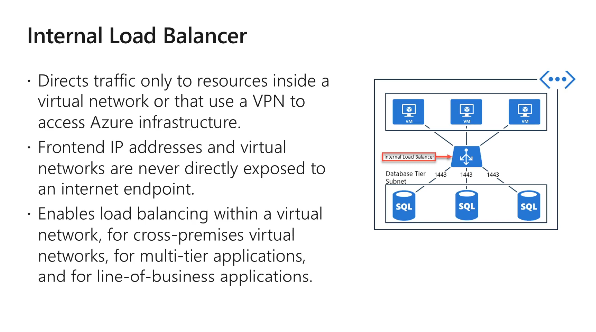 Internal Load Balancer
· Directs traffic only to resources inside a
virtual network or that use a VPN to
access Azure infrastructure.
· Frontend IP addresses and virtual
networks are never directly exposed to
an internet endpoint.
· Enables load balancing within a virtual
network, for cross-premises virtual
networks, for multi-tier applications,
and for line-of-business applications.
VM VM VM
Internal Load Balancer
Database Tier
Subnet
1443 1443 1443
SQL SQL SQL